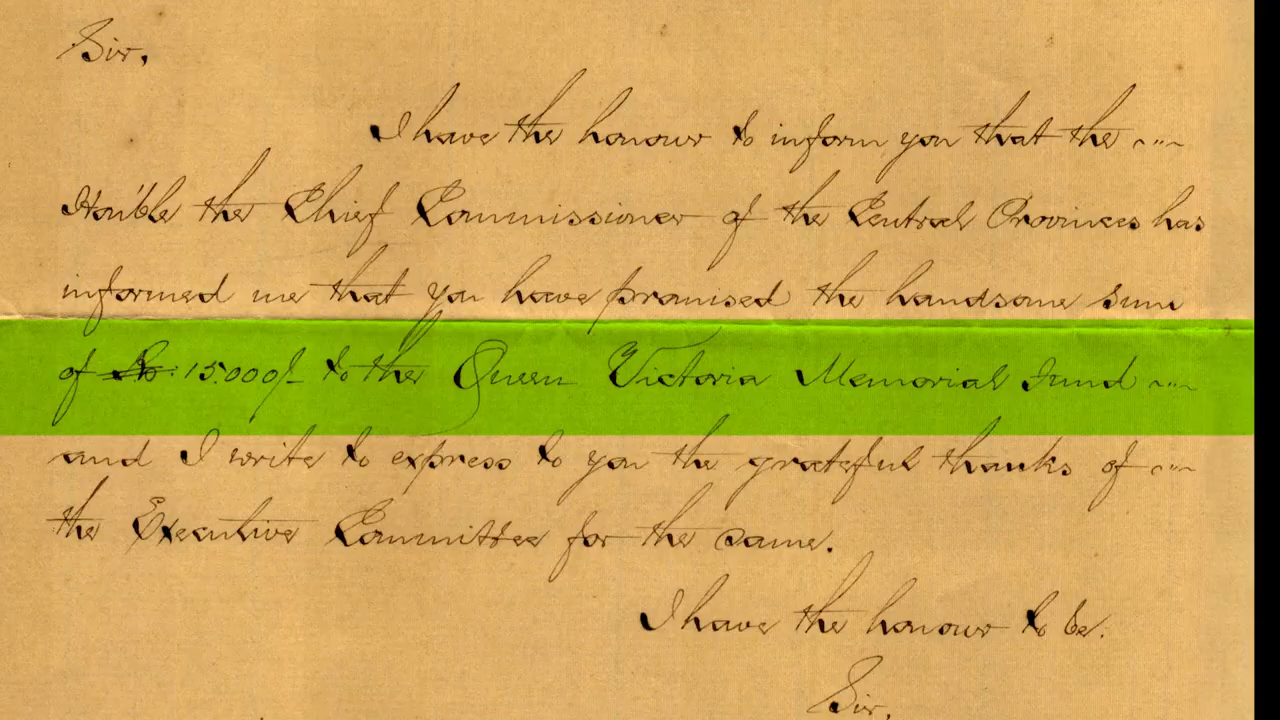 Sir,
I have the honour to inform you that the
Hon'ble the Chief Commissioner of the Central Provinces has
informed me that you have promised the handsome sum
of Rs. 15.000/- to the Queen Victoria Memorial Fund
and I write to express to you the grateful thanks of
the Executive Committee for the same.
I have the honour to be.
Sir,